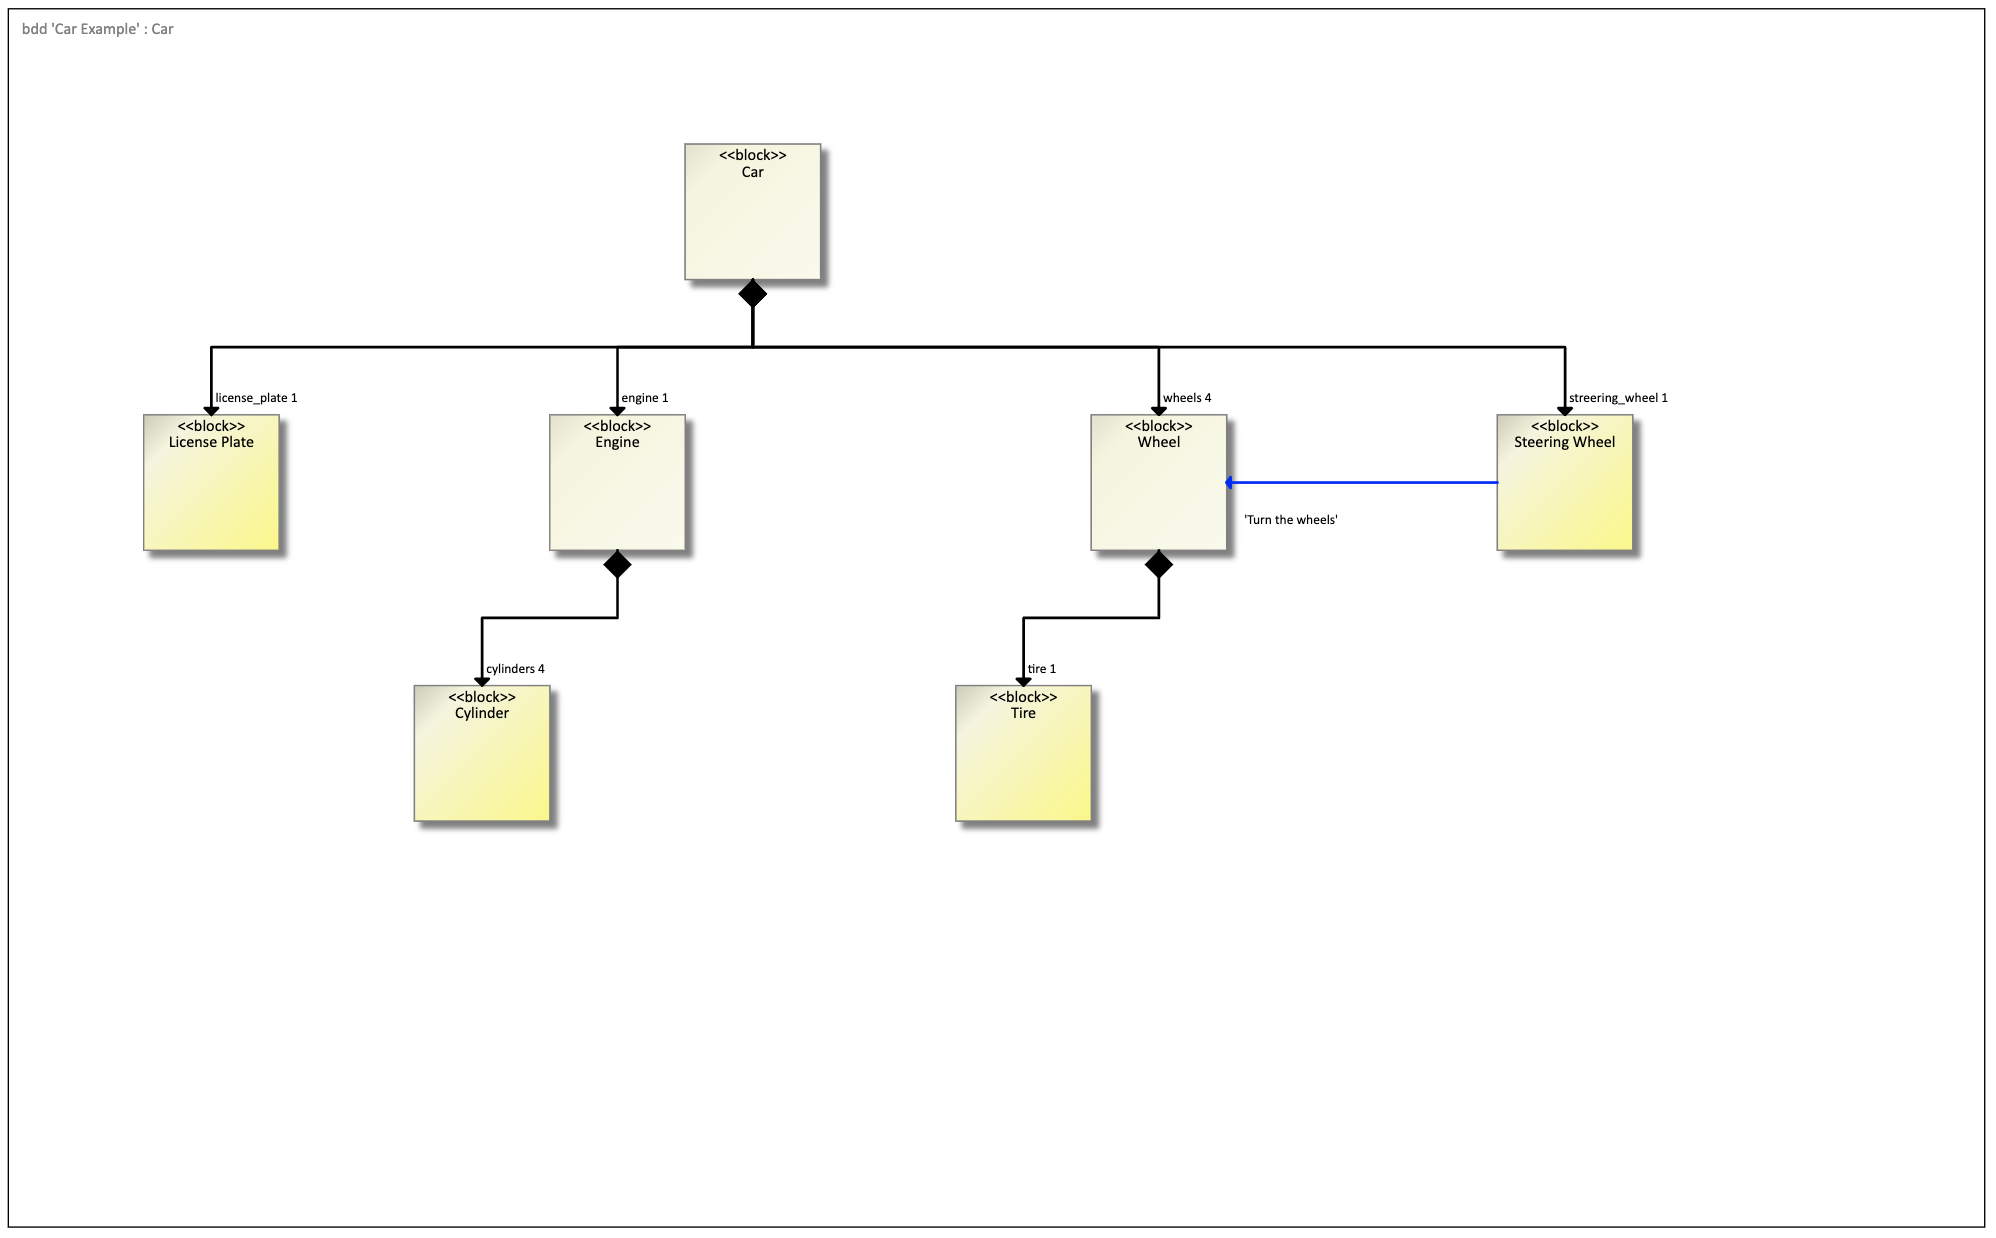 bdd 'Car Example' : Car
<<block>>
Car
license_plate 1
engine 1
wheels 4
streering_wheel 1
<<block>>
License Plate
<<block>>
Engine
<<block>>
Wheel
<<block>>
Steering Wheel
'Turn the wheels'
cylinders 4
tire 1
<<block>>
Cylinder
<<block>>
Tire